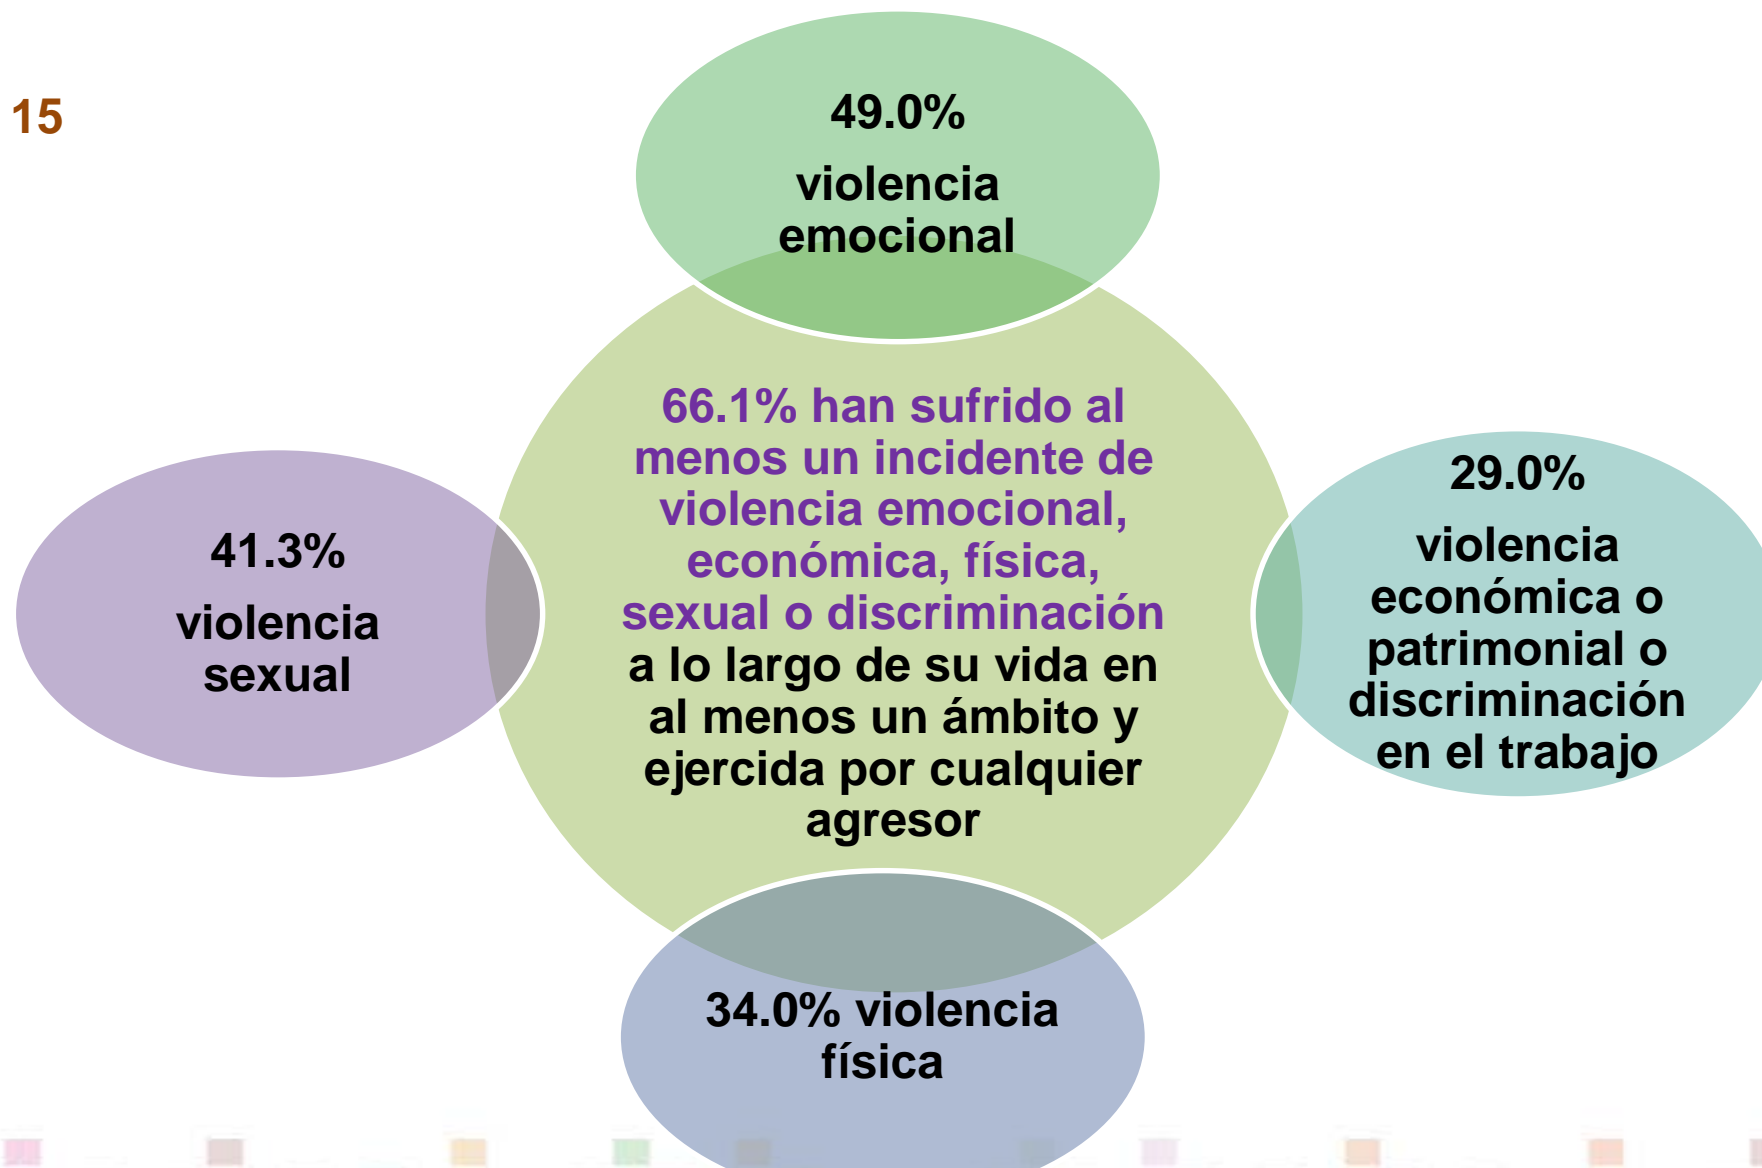 15
49.0%
violencia
emocional
66.1% han sufrido al
menos un incidente de
violencia emocional,
económica, física,
sexual o discriminación
a lo largo de su vida en
al menos un ámbito y
ejercida por cualquier
agresor
41.3%
violencia
sexual
29.0%
violencia
económica o
patrimonial o
discriminación
en el trabajo
34.0% violencia
física